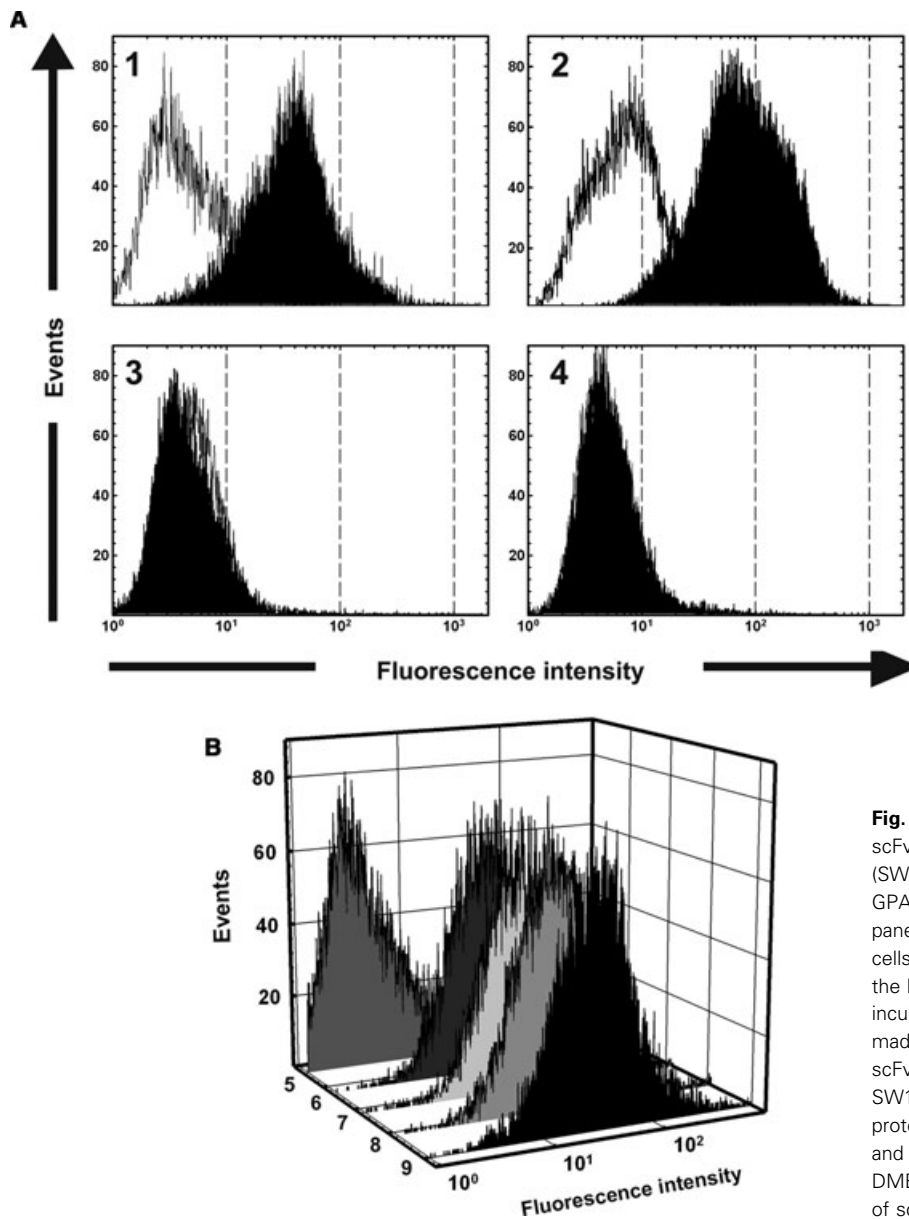 A
1
80
60
40
20
2
80
60
40
20
Events
3
80
60
40
20
10⁰
10¹
10²
10³
4
80
60
40
20
10⁰
10¹
10²
10³
Fluorescence intensity
B
80
60
40
20
Events
5
6
7
8
9
10⁰
10¹
10²
Fluorescence intensity
Fig.
scFv
(SW
GPA
pane
cells
the
incu
mad
scFv
SW1
prote
and
DME
of sc